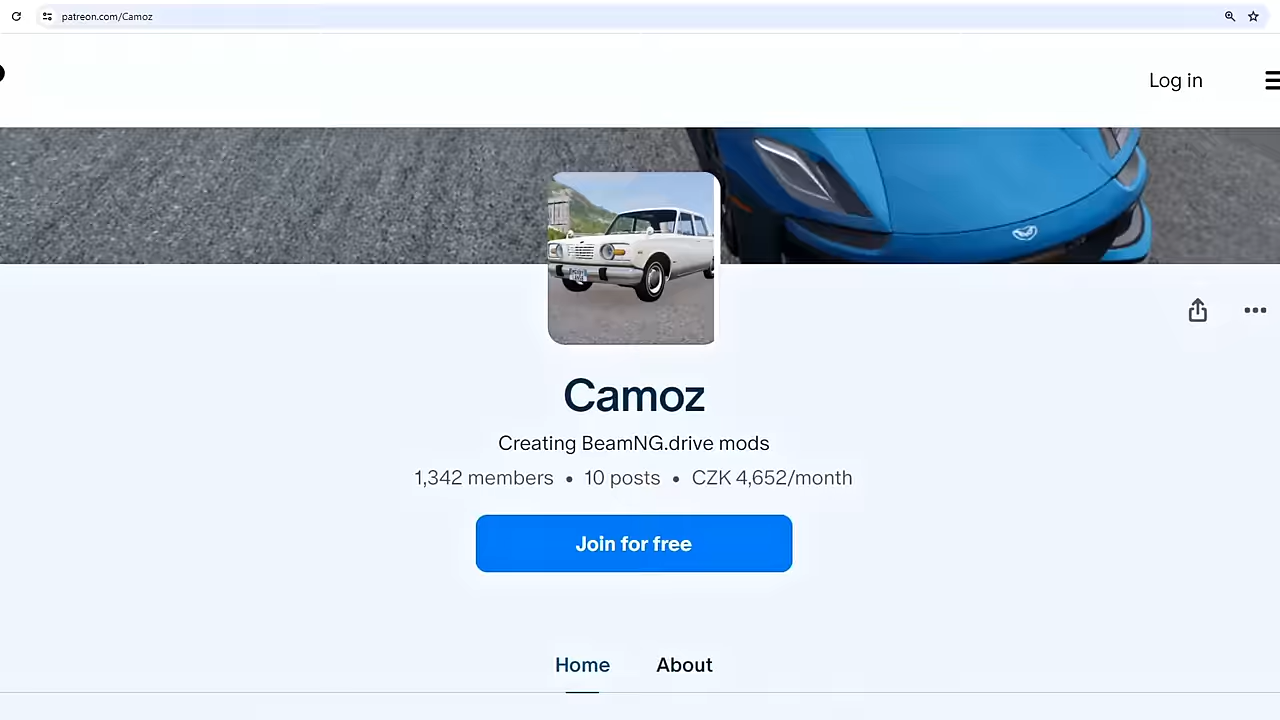 patreon.com/Camoz
Log in
Camoz
Creating BeamNG.drive mods
1,342 members • 10 posts • CZK 4,652/month
Join for free
Home About